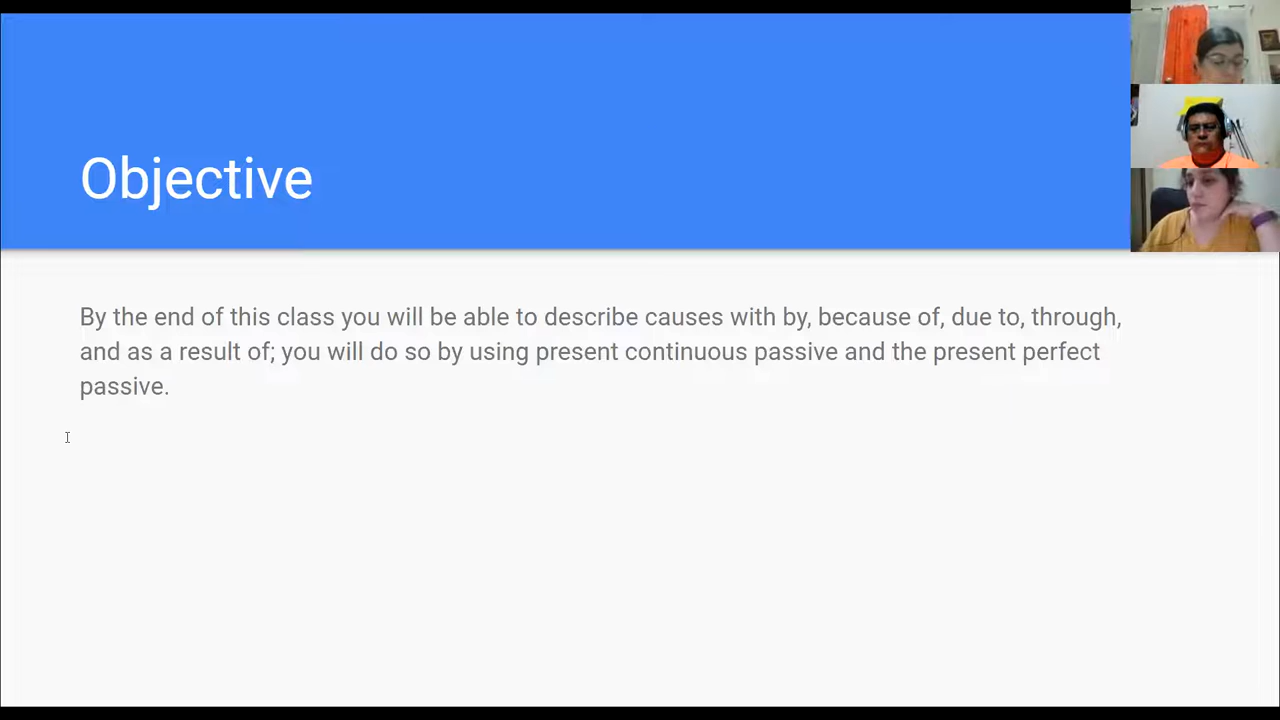 Objective
By the end of this class you will be able to describe causes with by, because of, due to, through,
and as a result of; you will do so by using present continuous passive and the present perfect
passive.